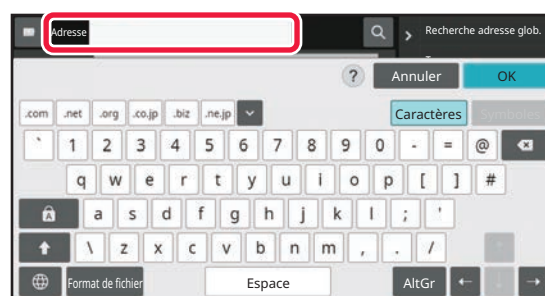 Adresse
Recherche adresse glob.
? Annuler OK
.com .net .org .co.jp .biz .ne.jp Caractères Symboles
` 1 2 3 4 5 6 7 8 9 0 - = @
q w e r t y u i o p [ ] #
A a s d f g h j k l ; '
\ z x c v b n m , . /
Format de fichier Espace AltGr